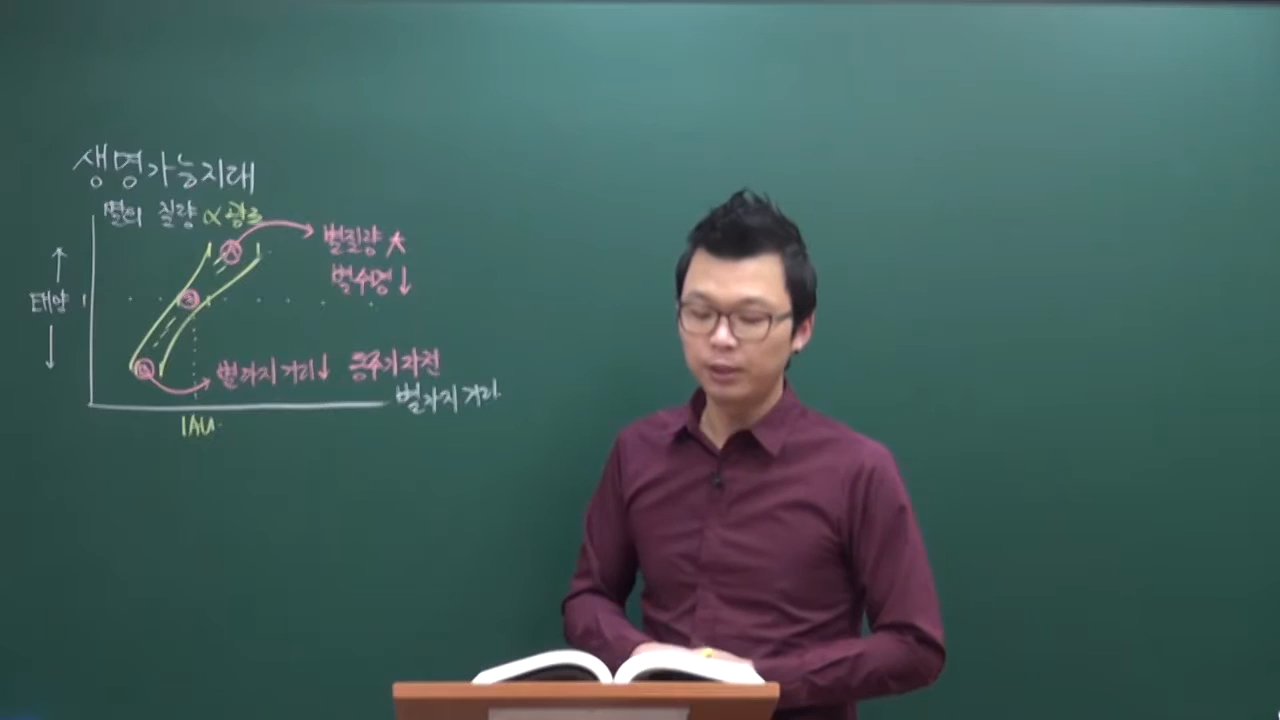 생명가능지대
별의 질량 ∝ 광도
별질량 大
별수명 ↓
태양
별까지 거리↓ 동주기 자전
별까지 거리
1AU